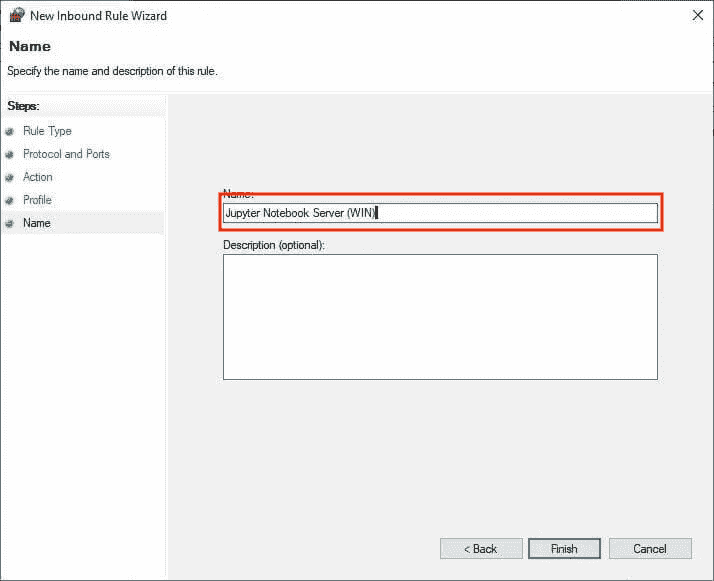 New Inbound Rule Wizard
Name
Specify the name and description of this rule.
Steps:
Rule Type
Protocol and Ports
Action
Profile
Name
Name:
Jupyter Notebook Server (WIN)
Description (optional):
< Back
Finish
Cancel